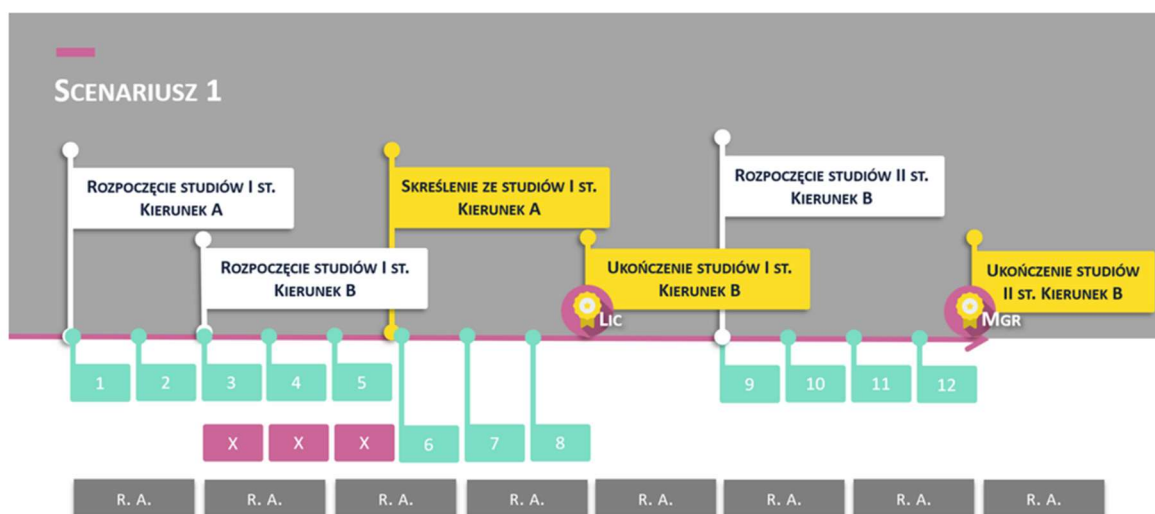 SCENARIUSZ 1
ROZPOCZĘCIE STUDIÓW I ST.
KIERUNEK A
SKREŚLENIE ZE STUDIÓW I ST.
KIERUNEK A
ROZPOCZĘCIE STUDIÓW II ST.
KIERUNEK B
ROZPOCZĘCIE STUDIÓW I ST.
KIERUNEK B
UKOŃCZENIE STUDIÓW I ST.
KIERUNEK B
UKOŃCZENIE STUDIÓW
II ST. KIERUNEK B
LIC
MGR
1 2 3 4 5 9 10 11 12
X X X 6 7 8
R. A. R. A. R. A. R. A. R. A. R. A. R. A. R. A.